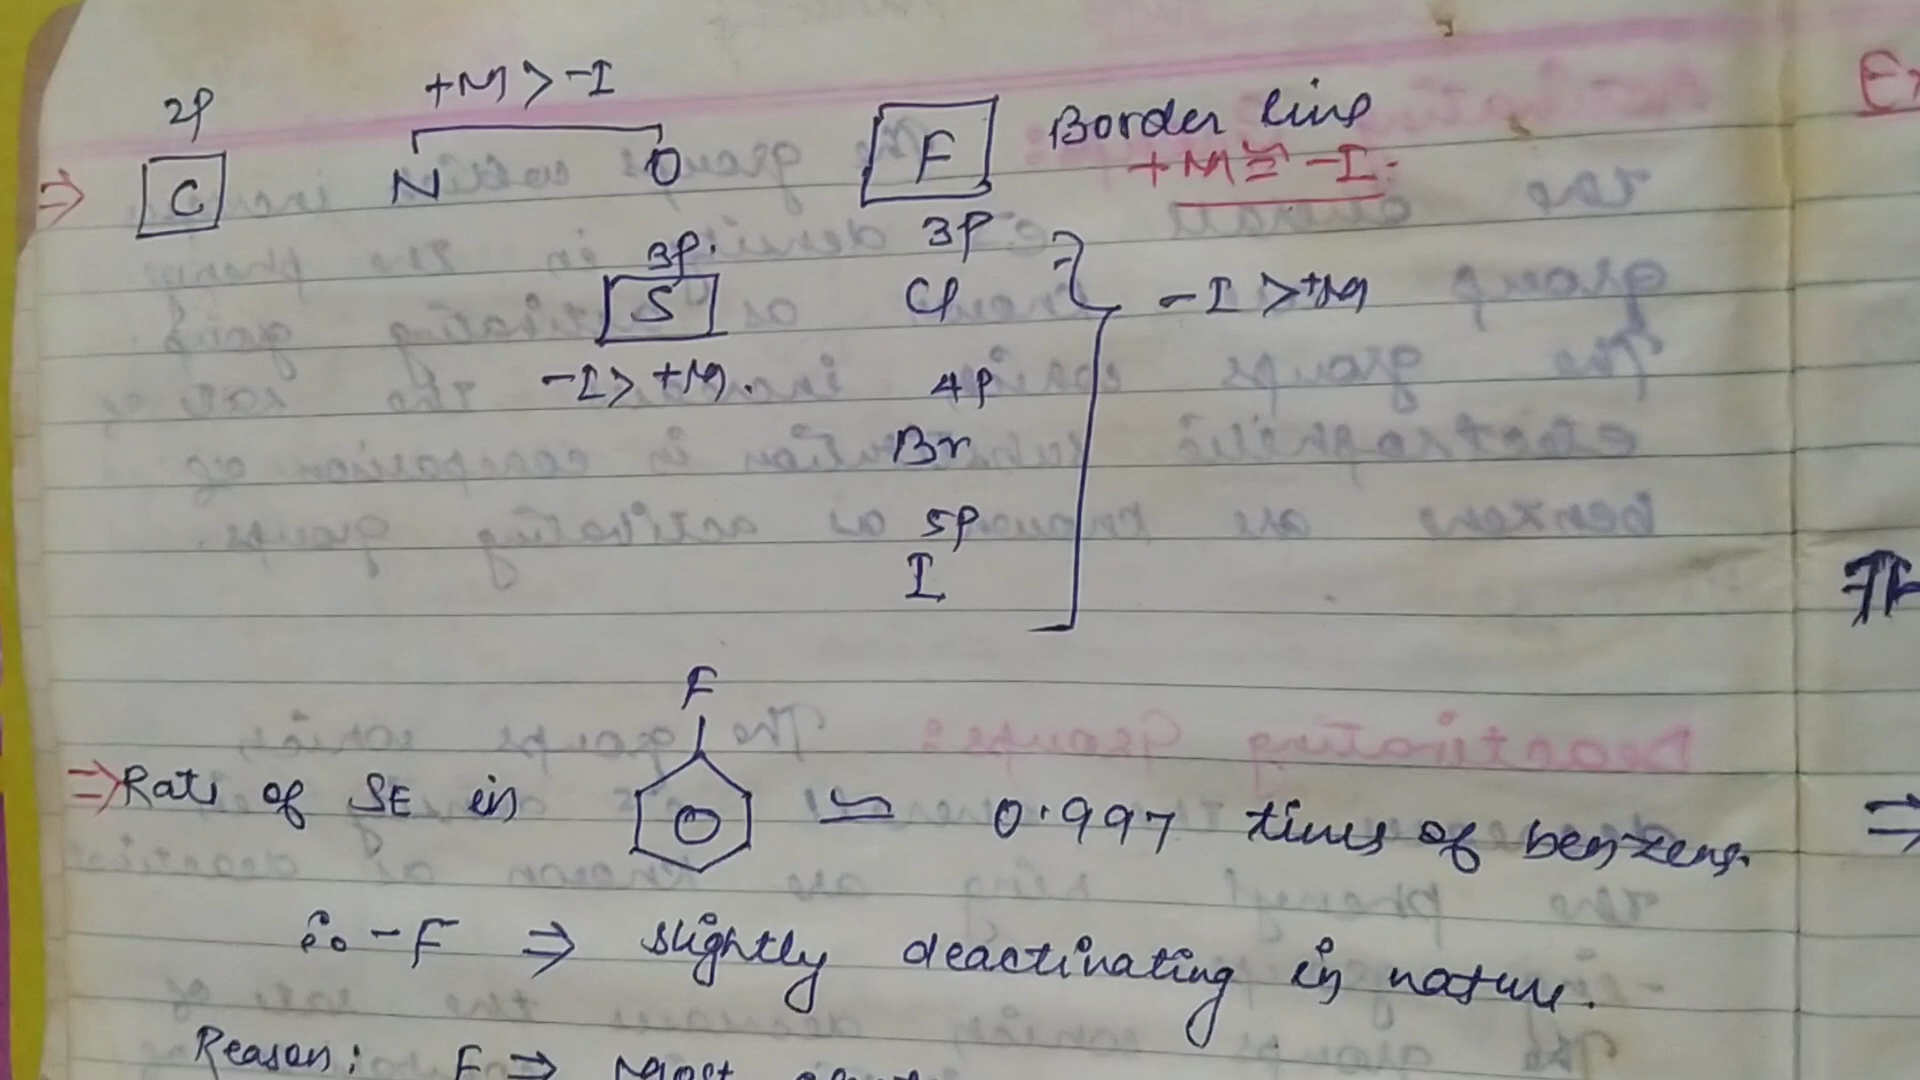 2p +M > -I
⇒ C N O F Border line
+M ≅ -I.
3p. 3p
S Cl -I > +M
-I > +M. 4p
Br
5p
I
F
⇒ Rate of SE in ≃ 0.997 times of benzene.
∴ -F ⇒ slightly deactivating in nature.
Reason: F ⇒ most